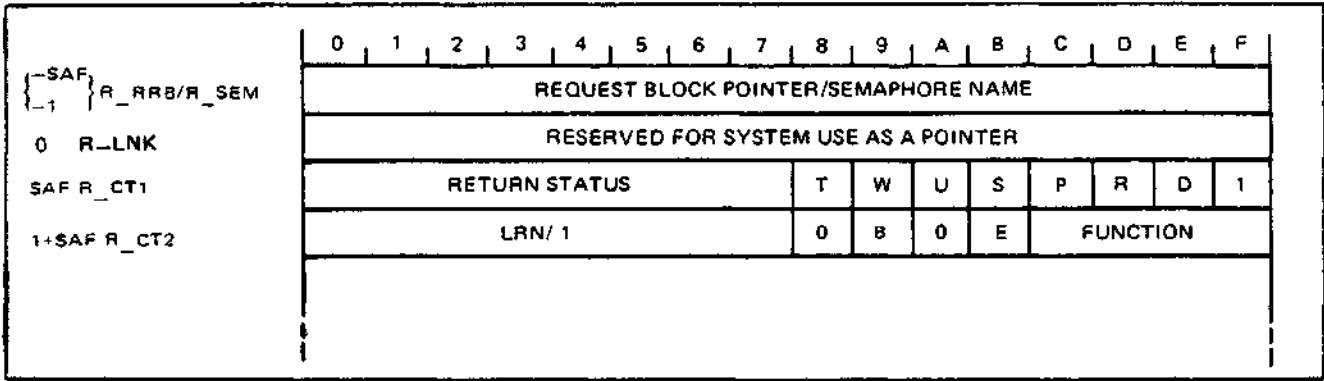 0 1 2 3 4 5 6 7 8 9 A B C D E F
{-SAF
-1} R_RRB/R_SEM REQUEST BLOCK POINTER/SEMAPHORE NAME
0 R_LNK RESERVED FOR SYSTEM USE AS A POINTER
$AF R_CT1 RETURN STATUS T W U S P R D 1
1+$AF R_CT2 LRN/ 1 0 B 0 E FUNCTION